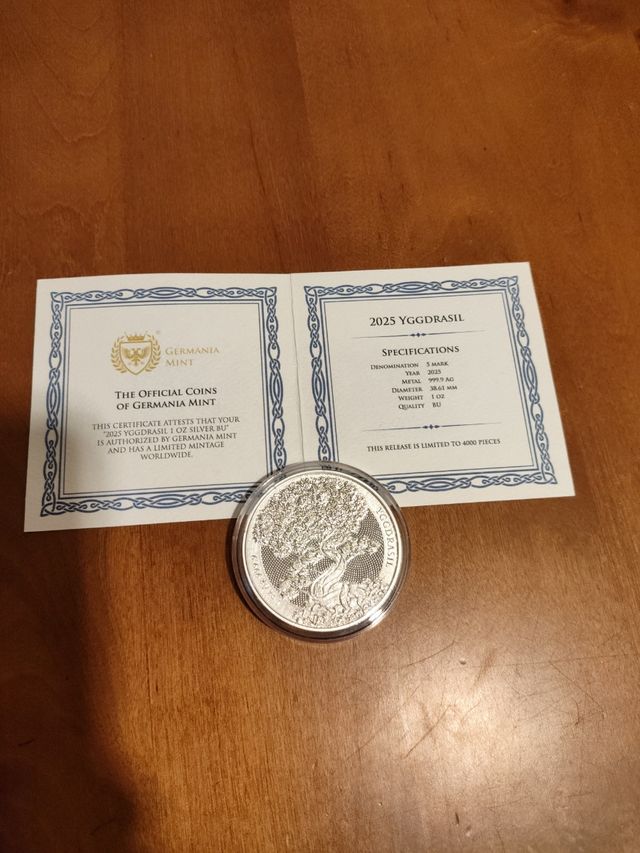 GERMANIA
MINT
THE OFFICIAL COINS
OF GERMANIA MINT
THIS CERTIFICATE ATTESTS THAT YOUR
"2025 YGGDRASIL 1 OZ SILVER BU"
IS AUTHORIZED BY GERMANIA MINT
AND HAS A LIMITED MINTAGE
WORLDWIDE.
2025 YGGDRASIL
SPECIFICATIONS
DENOMINATION 5 MARK
YEAR 2025
METAL 999.9 AG
DIAMETER 38.61 MM
WEIGHT 1 OZ
QUALITY BU
THIS RELEASE IS LIMITED TO 4000 PIECES
YGGDRASIL